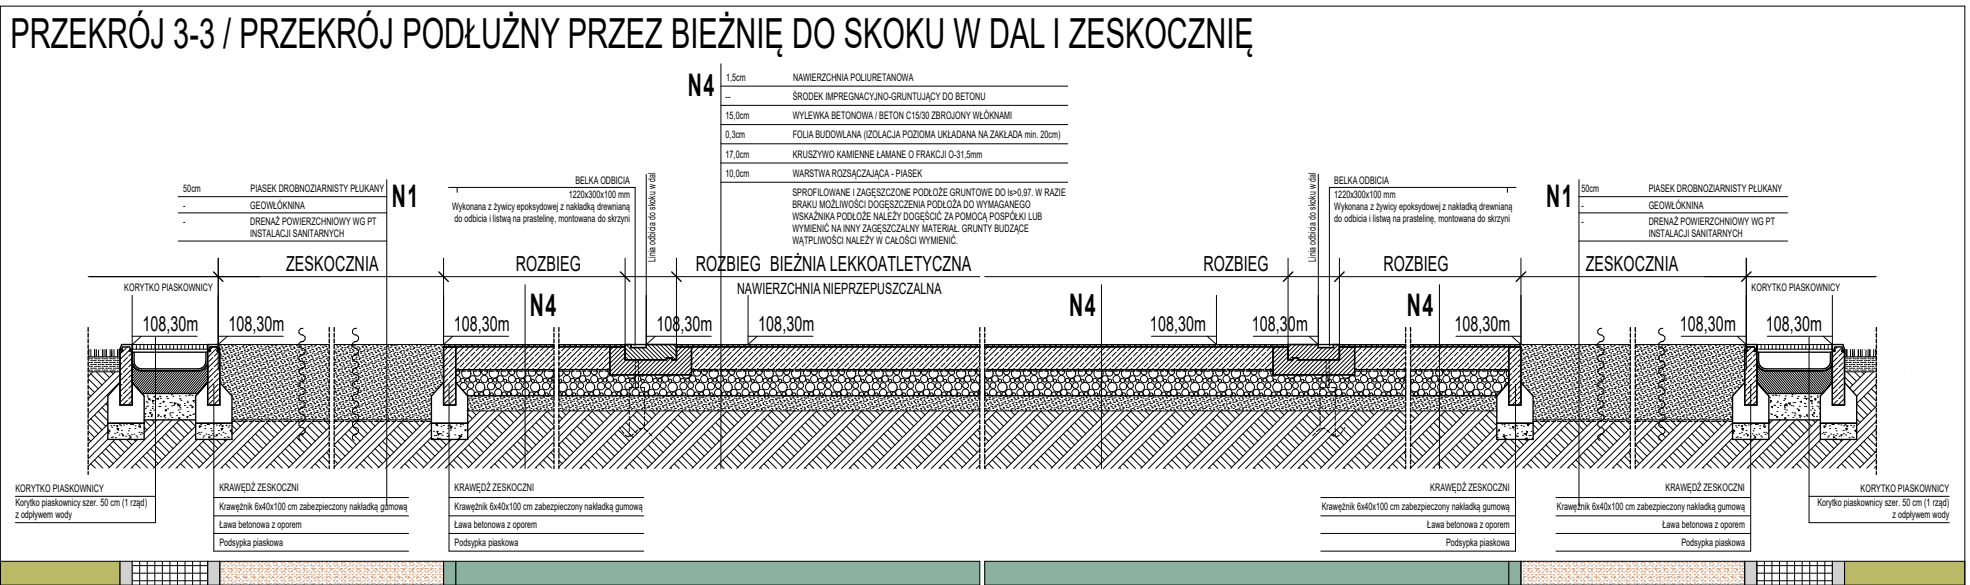 PRZEKRÓJ 3-3 / PRZEKRÓJ PODŁUŻNY PRZEZ BIEŻNIĘ DO SKOKU W DAL I ZESKOCZNIĘ
N4
1,5cm NAWIERZCHNIA POLIURETANOWA
-- ŚRODEK IMPREGNACYJNO-GRUNTUJĄCY DO BETONU
15,0cm WYLEWKA BETONOWA / BETON C15/30 ZBROJONY WŁÓKNAMI
0,3cm FOLIA BUDOWLANA (IZOLACJA POZIOMA UKŁADANA NA ZAKŁADA min. 20cm)
17,0cm KRUSZYWO KAMIENNE ŁAMANE O FRAKCJI O-31,5mm
10,0cm WARSTWA ROZSĄCZAJĄCA - PIASEK
SPROFILOWANE I ZAGĘSZCZONE PODŁOŻE GRUNTOWE DO Is>0,97. W RAZIE
BRAKU MOŻLIWOŚCI DOGĘSZCZENIA PODŁOŻA DO WYMAGANEGO
WSKAŹNIKA PODŁOŻE NALEŻY DOGĘŚCIĆ ZA POMOCĄ POSPÓŁKI LUB
WYMIENIĆ NA INNY ZAGĘSZCZALNY MATERIAŁ. GRUNTY BUDZĄCE
WĄTPLIWOŚCI NALEŻY W CAŁOŚCI WYMIENIĆ.
N1
50cm PIASEK DROBNOZIARNISTY PŁUKANY
- GEOWŁÓKNINA
- DRENAŻ POWIERZCHNIOWY WG PT
INSTALACJI SANITARNYCH
BELKA ODBICIA
1220x300x100 mm
Wykonana z żywicy epoksydowej z nakładką drewnianą
do odbicia i listwą na prastelinę, montowana do skrzyni
Linia odbicia do skoku w dal
Linia odbicia do skoku w dal
BELKA ODBICIA
1220x300x100 mm
Wykonana z żywicy epoksydowej z nakładką drewnianą
do odbicia i listwą na prastelinę, montowana do skrzyni
N1
50cm PIASEK DROBNOZIARNISTY PŁUKANY
- GEOWŁÓKNINA
- DRENAŻ POWIERZCHNIOWY WG PT
INSTALACJI SANITARNYCH
ZESKOCZNIA ROZBIEG ROZBIEG BIEŻNIA LEKKOATLETYCZNA ROZBIEG ROZBIEG ZESKOCZNIA
KORYTKO PIASKOWNICY NAWIERZCHNIA NIEPRZEPUSZCZALNA KORYTKO PIASKOWNICY
N4 N4 N4
108,30m 108,30m 108,30m 108,30m 108,30m 108,30m 108,30m 108,30m 108,30m 108,30m
KORYTKO PIASKOWNICY
Korytko piaskownicy szer. 50 cm (1 rząd)
z odpływem wody
KRAWĘDŹ ZESKOCZNI
Krawężnik 6x40x100 cm zabezpieczony nakładką gumową
Ława betonowa z oporem
Podsypka piaskowa
KRAWĘDŹ ZESKOCZNI
Krawężnik 6x40x100 cm zabezpieczony nakładką gumową
Ława betonowa z oporem
Podsypka piaskowa
KRAWĘDŹ ZESKOCZNI
Krawężnik 6x40x100 cm zabezpieczony nakładką gumową
Ława betonowa z oporem
Podsypka piaskowa
KRAWĘDŹ ZESKOCZNI
Krawężnik 6x40x100 cm zabezpieczony nakładką gumową
Ława betonowa z oporem
Podsypka piaskowa
KORYTKO PIASKOWNICY
Korytko piaskownicy szer. 50 cm (1 rząd)
z odpływem wody